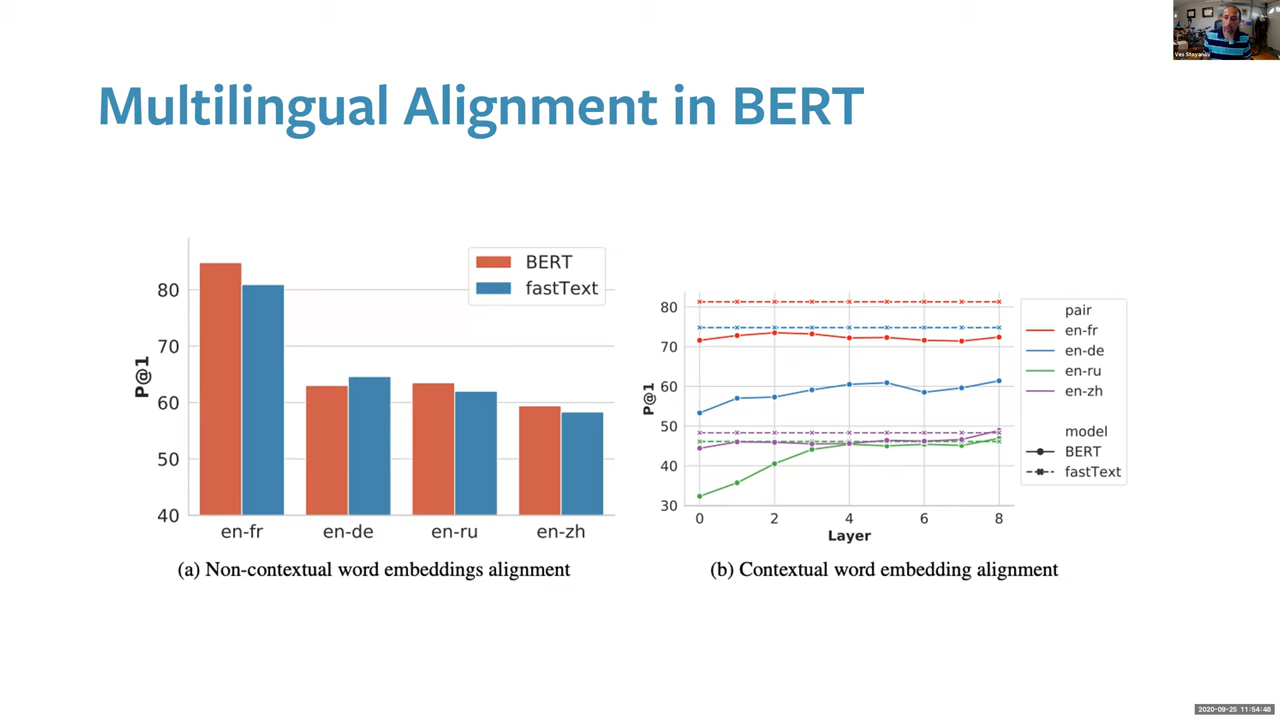 Ves Stoyanov
Multilingual Alignment in BERT
BERT
fastText
80
70
60
50
40
P@1
en-fr
en-de
en-ru
en-zh
(a) Non-contextual word embeddings alignment
80
70
60
50
40
30
P@1
0
2
4
6
8
Layer
pair
en-fr
en-de
en-ru
en-zh
model
BERT
fastText
(b) Contextual word embedding alignment
2020-09-25 11:54:48